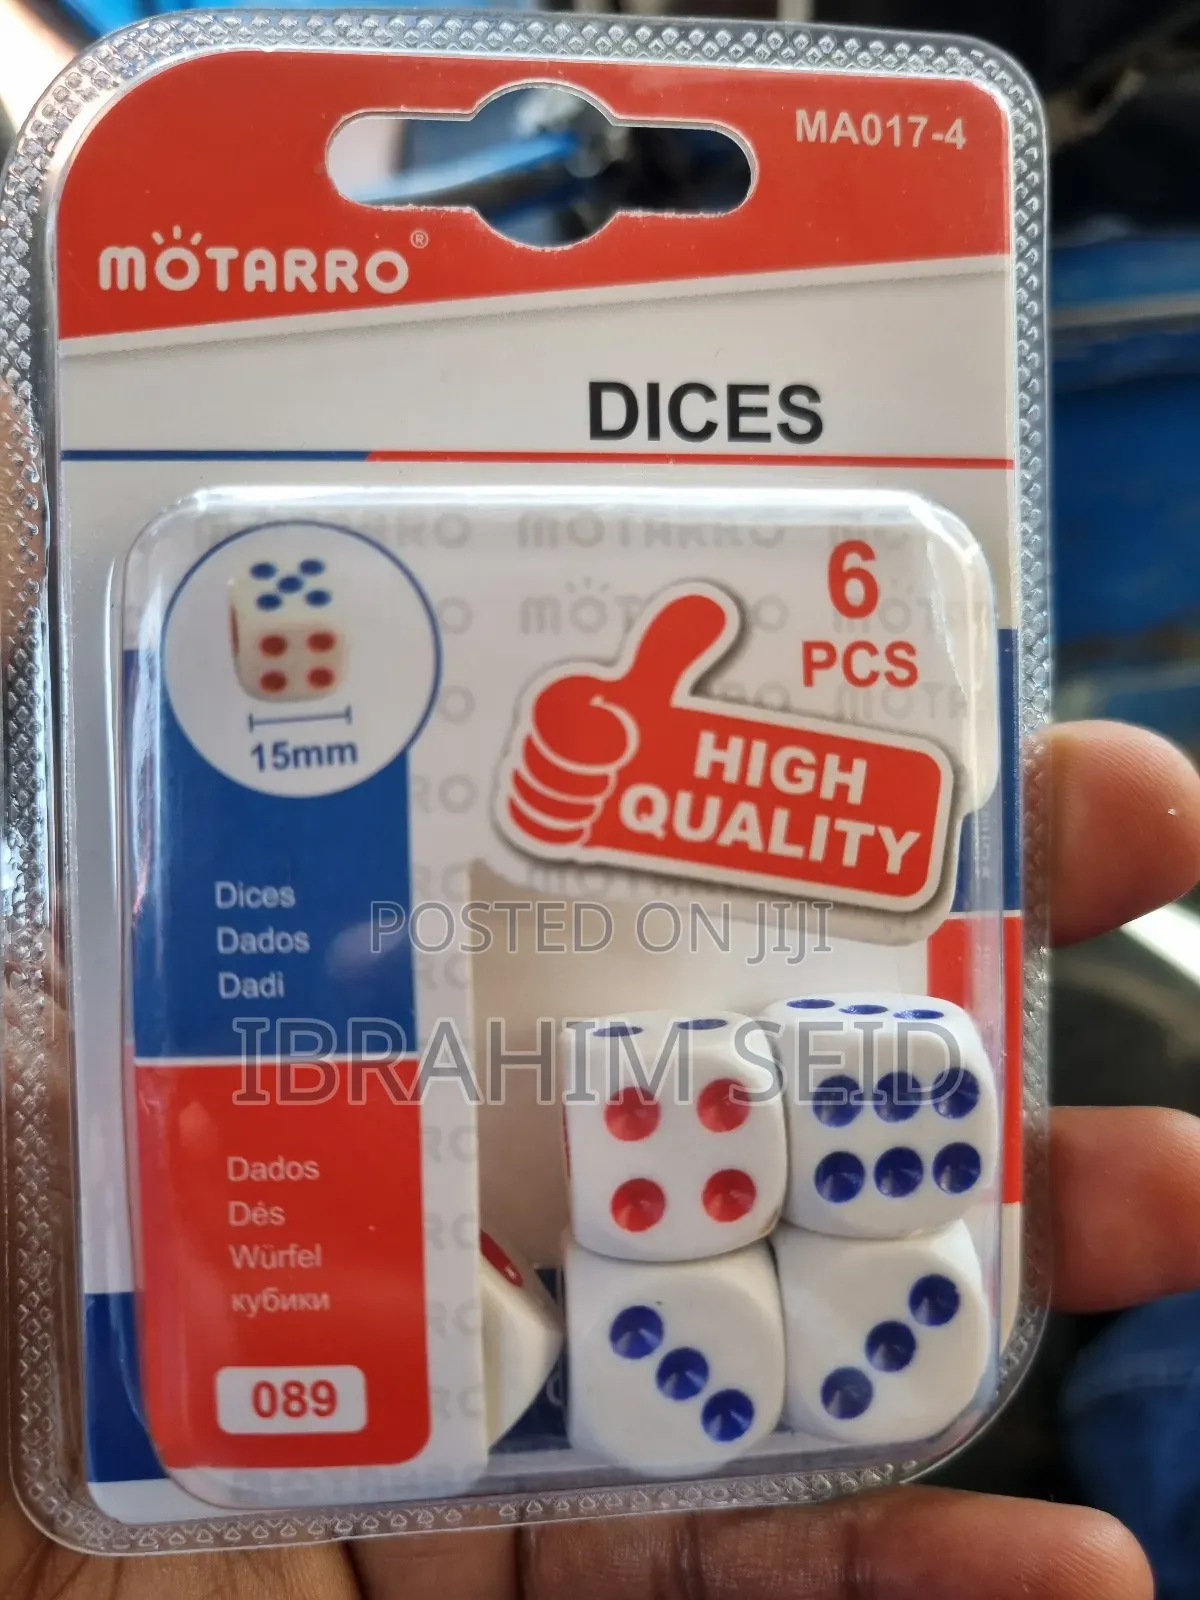 MA017-4
MOTARRO®
DICES
6
PCS
HIGH
QUALITY
15mm
Dices
Dados
Dadi
POSTED ON JIJI
IBRAHIM SEID
Dados
Dés
Würfel
кубики
089